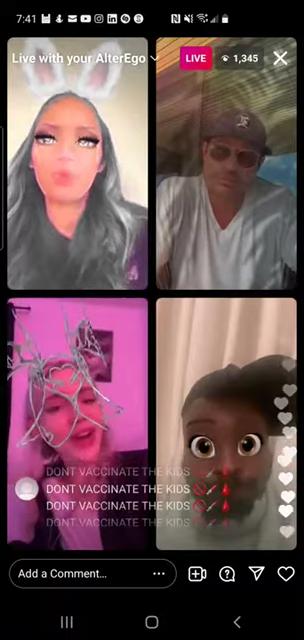 7:41
Live with your AlterEgo
LIVE
1,345
DONT VACCINATE THE KIDS
DONT VACCINATE THE KIDS
DONT VACCINATE THE KIDS
DONT VACCINATE THE KIDS
Add a Comment...